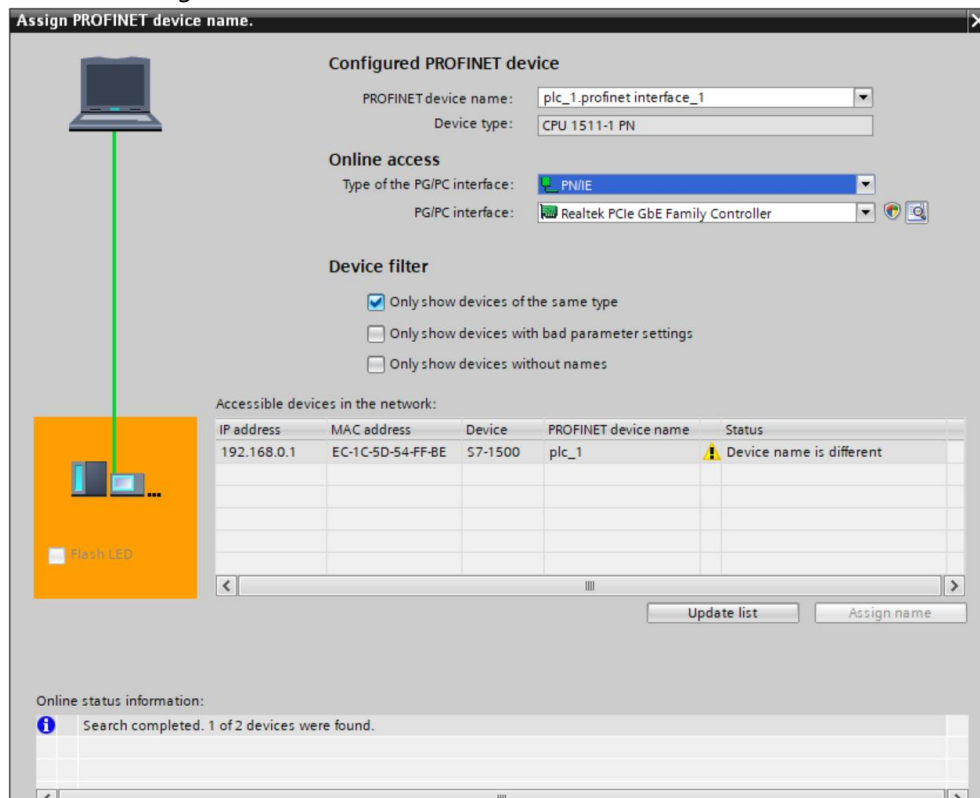 Assign PROFINET device name.
Configured PROFINET device
PROFINET device name: plc_1.profinet interface_1
Device type: CPU 1511-1 PN
Online access
Type of the PG/PC interface: PN/IE
PG/PC interface: Realtek PCIe GbE Family Controller
Device filter
Only show devices of the same type
Only show devices with bad parameter settings
Only show devices without names
Accessible devices in the network:
IP address MAC address Device PROFINET device name Status
192.168.0.1 EC-1C-5D-54-FF-BE S7-1500 plc_1 Device name is different
Flash LED
Update list Assign name
Online status information:
Search completed. 1 of 2 devices were found.